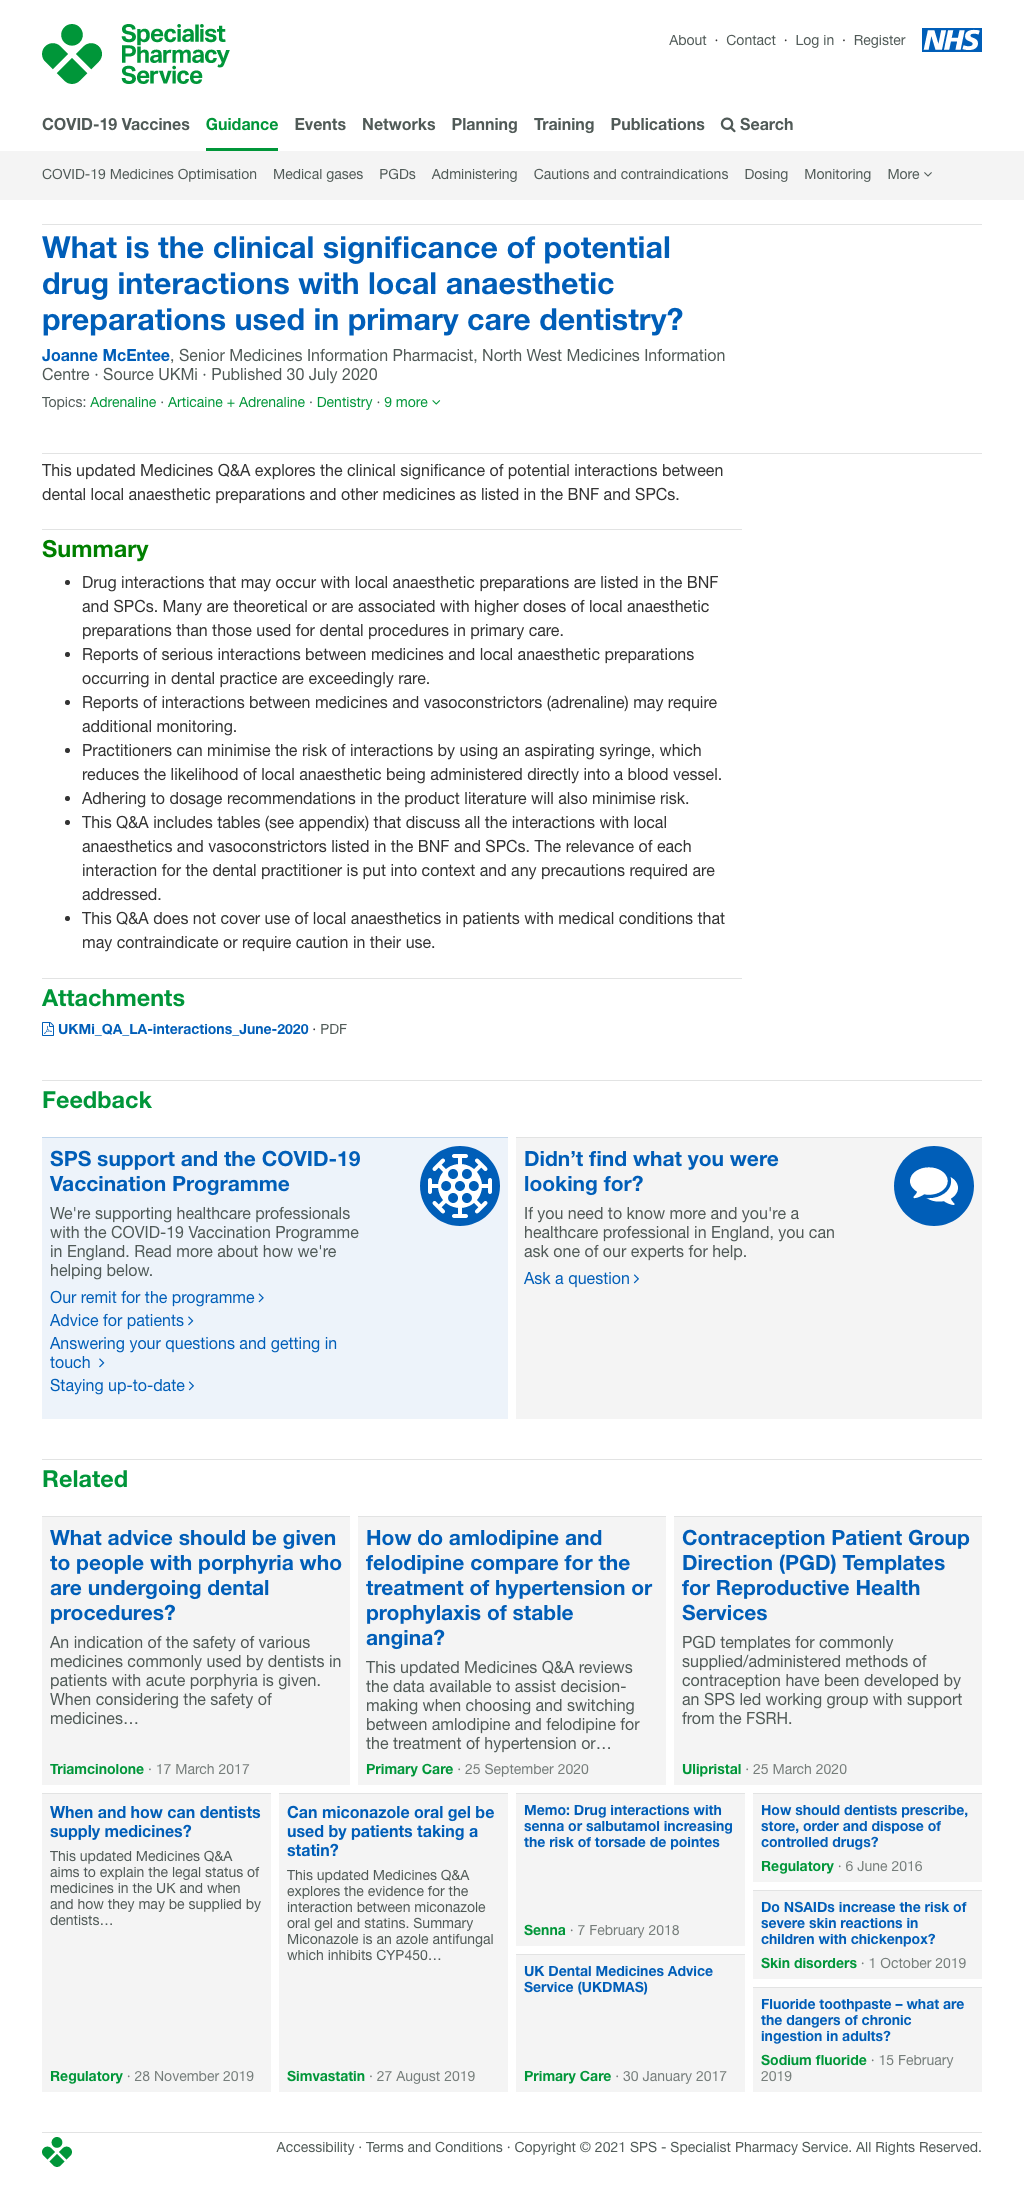 Specialist
Pharmacy
Service
About · Contact · Log in · Register NHS
COVID-19 Vaccines Guidance Events Networks Planning Training Publications Search
COVID-19 Medicines Optimisation Medical gases PGDs Administering Cautions and contraindications Dosing Monitoring More
What is the clinical significance of potential
drug interactions with local anaesthetic
preparations used in primary care dentistry?
Joanne McEntee, Senior Medicines Information Pharmacist, North West Medicines Information
Centre · Source UKMi · Published 30 July 2020
Topics: Adrenaline · Articaine + Adrenaline · Dentistry · 9 more
This updated Medicines Q&A explores the clinical significance of potential interactions between
dental local anaesthetic preparations and other medicines as listed in the BNF and SPCs.
Summary
• Drug interactions that may occur with local anaesthetic preparations are listed in the BNF
and SPCs. Many are theoretical or are associated with higher doses of local anaesthetic
preparations than those used for dental procedures in primary care.
• Reports of serious interactions between medicines and local anaesthetic preparations
occurring in dental practice are exceedingly rare.
• Reports of interactions between medicines and vasoconstrictors (adrenaline) may require
additional monitoring.
• Practitioners can minimise the risk of interactions by using an aspirating syringe, which
reduces the likelihood of local anaesthetic being administered directly into a blood vessel.
• Adhering to dosage recommendations in the product literature will also minimise risk.
• This Q&A includes tables (see appendix) that discuss all the interactions with local
anaesthetics and vasoconstrictors listed in the BNF and SPCs. The relevance of each
interaction for the dental practitioner is put into context and any precautions required are
addressed.
• This Q&A does not cover use of local anaesthetics in patients with medical conditions that
may contraindicate or require caution in their use.
Attachments
UKMi_QA_LA-interactions_June-2020 · PDF
Feedback
SPS support and the COVID-19
Vaccination Programme
We're supporting healthcare professionals
with the COVID-19 Vaccination Programme
in England. Read more about how we're
helping below.
Our remit for the programme
Advice for patients
Answering your questions and getting in
touch
Staying up-to-date
Didn’t find what you were
looking for?
If you need to know more and you're a
healthcare professional in England, you can
ask one of our experts for help.
Ask a question
Related
What advice should be given
to people with porphyria who
are undergoing dental
procedures?
An indication of the safety of various
medicines commonly used by dentists in
patients with acute porphyria is given.
When considering the safety of
medicines…
Triamcinolone · 17 March 2017
How do amlodipine and
felodipine compare for the
treatment of hypertension or
prophylaxis of stable
angina?
This updated Medicines Q&A reviews
the data available to assist decision-
making when choosing and switching
between amlodipine and felodipine for
the treatment of hypertension or…
Primary Care · 25 September 2020
Contraception Patient Group
Direction (PGD) Templates
for Reproductive Health
Services
PGD templates for commonly
supplied/administered methods of
contraception have been developed by
an SPS led working group with support
from the FSRH.
Ulipristal · 25 March 2020
When and how can dentists
supply medicines?
This updated Medicines Q&A
aims to explain the legal status of
medicines in the UK and when
and how they may be supplied by
dentists…
Regulatory · 28 November 2019
Can miconazole oral gel be
used by patients taking a
statin?
This updated Medicines Q&A
explores the evidence for the
interaction between miconazole
oral gel and statins. Summary
Miconazole is an azole antifungal
which inhibits CYP450…
Simvastatin · 27 August 2019
Memo: Drug interactions with
senna or salbutamol increasing
the risk of torsade de pointes
Senna · 7 February 2018
UK Dental Medicines Advice
Service (UKDMAS)
Primary Care · 30 January 2017
How should dentists prescribe,
store, order and dispose of
controlled drugs?
Regulatory · 6 June 2016
Do NSAIDs increase the risk of
severe skin reactions in
children with chickenpox?
Skin disorders · 1 October 2019
Fluoride toothpaste – what are
the dangers of chronic
ingestion in adults?
Sodium fluoride · 15 February
2019
Accessibility · Terms and Conditions · Copyright © 2021 SPS - Specialist Pharmacy Service. All Rights Reserved.